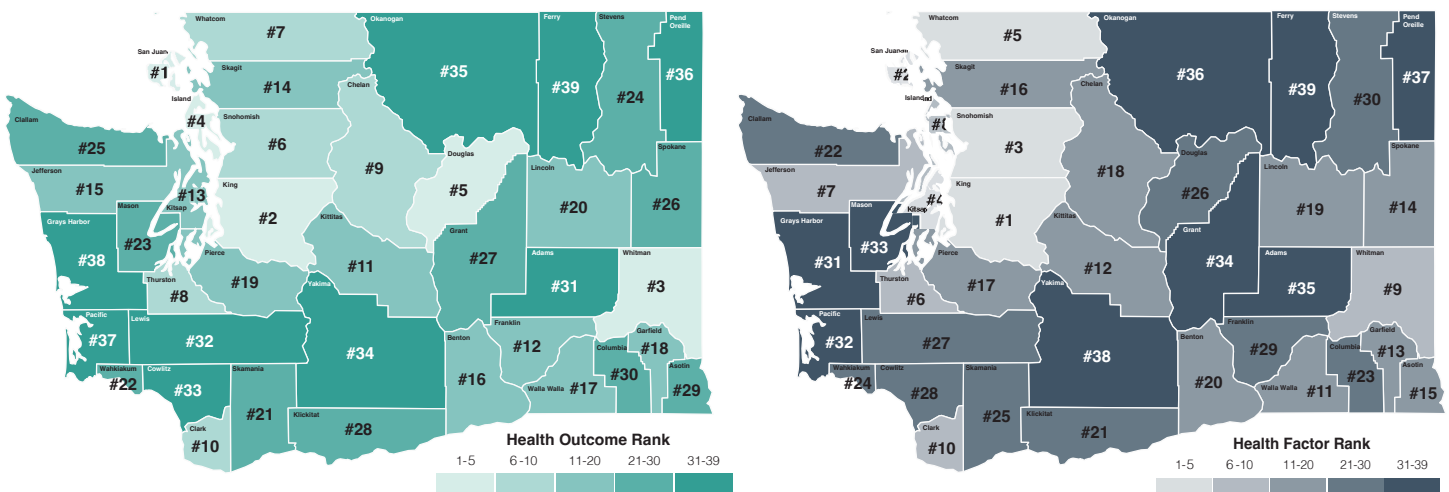 Whatcom
#7
Okanogan
#35
Ferry
#39
Stevens
#24
Pend
Oreille
#36
San Juan
#1
Skagit
#14
Island
#4
Chelan
#9
Clallam
#25
Snohomish
#6
Jefferson
#15
Kitsap
#13
King
#2
Douglas
#5
Lincoln
#20
Spokane
#26
Grays Harbor
#38
Mason
#23
Kittitas
#11
Grant
#27
Adams
#31
Whitman
#3
Pierce
#19
Thurston
#8
Pacific
#37
Lewis
#32
Yakima
#34
Benton
#16
Franklin
#12
Walla Walla
#17
Columbia
#30
Garfield
#18
Asotin
#29
Wahkiakum
#22
Cowlitz
#33
Skamania
#21
Klickitat
#28
Clark
#10
Health Outcome Rank
1-5 6-10 11-20 21-30 31-39
Whatcom
#5
Okanogan
#36
Ferry
#39
Stevens
#30
Pend
Oreille
#37
San Juan
#2
Skagit
#16
Island
Chelan
#18
Clallam
#22
Snohomish
#3
Jefferson
#7
Kitsap
#4
King
#1
Douglas
#26
Lincoln
#19
Spokane
#14
Grays Harbor
#31
Mason
#33
Kittitas
#12
Grant
#34
Adams
#35
Whitman
#9
Pierce
#17
Thurston
#6
Pacific
#32
Lewis
#27
Yakima
#38
Benton
#20
Franklin
#29
Walla Walla
#11
Columbia
#23
Garfield
#13
Asotin
#15
Wahkiakum
#24
Cowlitz
#28
Skamania
#25
Klickitat
#21
Clark
#10
Health Factor Rank
1-5 6-10 11-20 21-30 31-39